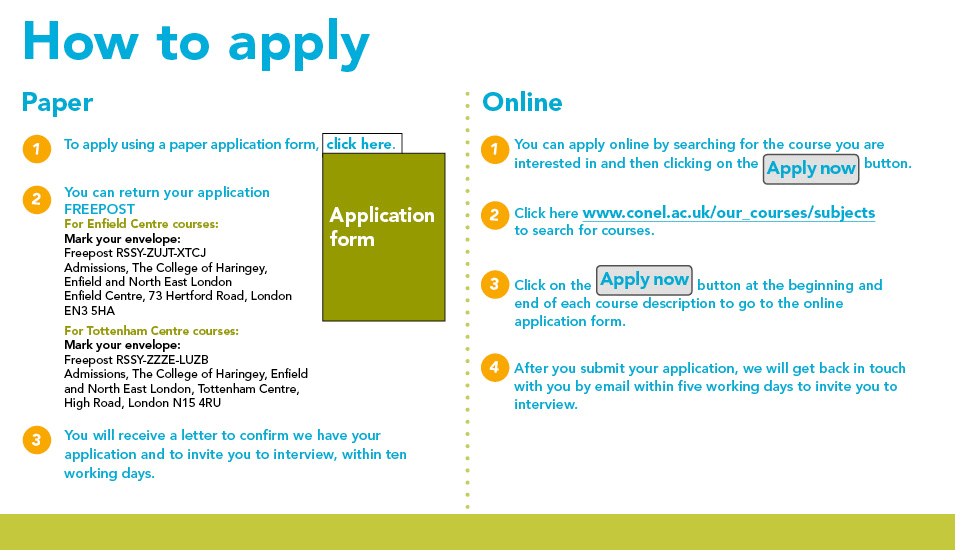 How to apply
Paper
1
To apply using a paper application form, click here.
2
You can return your application
FREEPOST
For Enfield Centre courses:
Mark your envelope:
Freepost RSSY-ZUJT-XTCJ
Admissions, The College of Haringey,
Enfield and North East London
Enfield Centre, 73 Hertford Road, London
EN3 5HA
For Tottenham Centre courses:
Mark your envelope:
Freepost RSSY-ZZZE-LUZB
Admissions, The College of Haringey, Enfield
and North East London, Tottenham Centre,
High Road, London N15 4RU
Application
form
3
You will receive a letter to confirm we have your
application and to invite you to interview, within ten
working days.
Online
1
You can apply online by searching for the course you are
interested in and then clicking on the Apply now button.
2
Click here www.conel.ac.uk/our_courses/subjects
to search for courses.
3
Click on the Apply now button at the beginning and
end of each course description to go to the online
application form.
4
After you submit your application, we will get back in touch
with you by email within five working days to invite you to
interview.